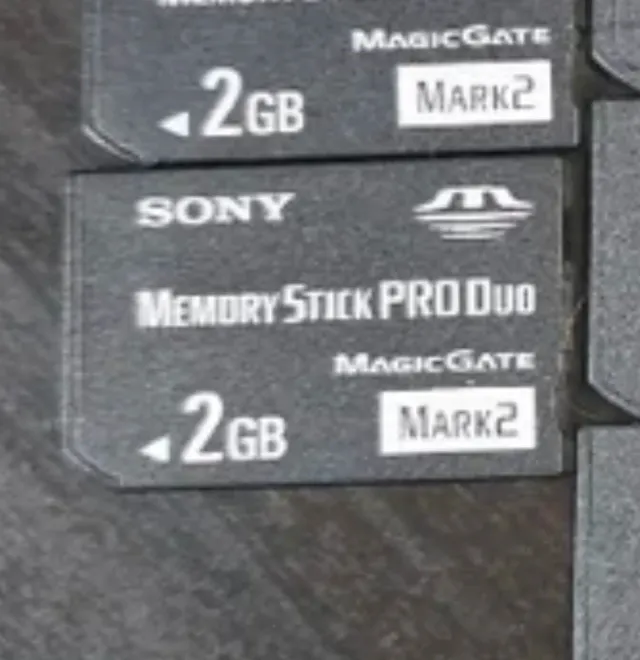 MAGICGATE
◀2GB MARK2
SONY
MEMORY STICK PRO DUO
MAGICGATE
◀2GB MARK2